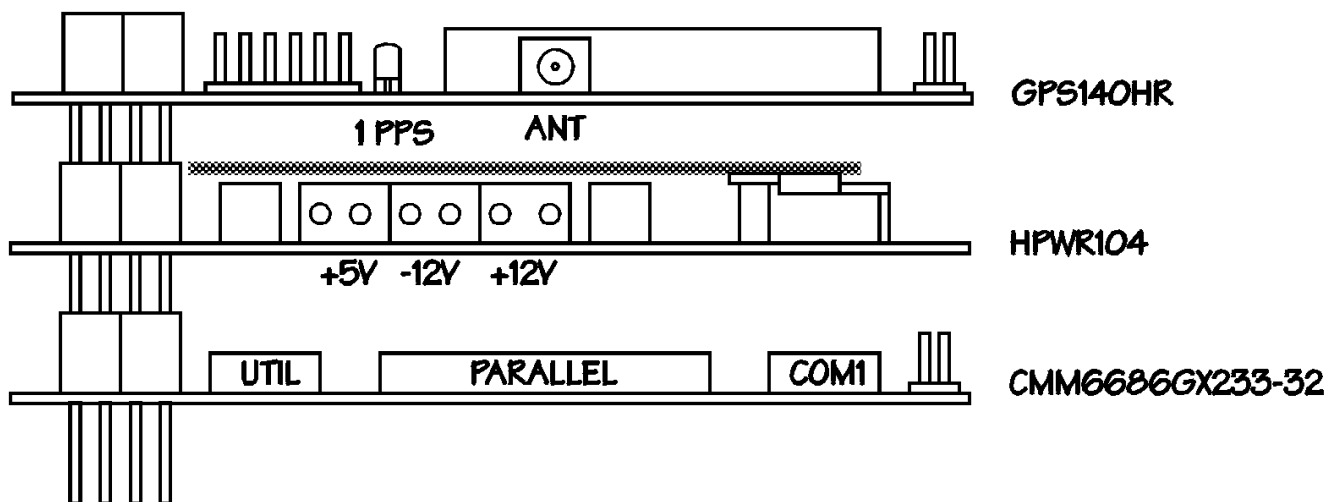 GPS140HR
1 PPS ANT
HPWR104
+5V -12V +12V
UTIL PARALLEL COM1
CMM6686GX233-32